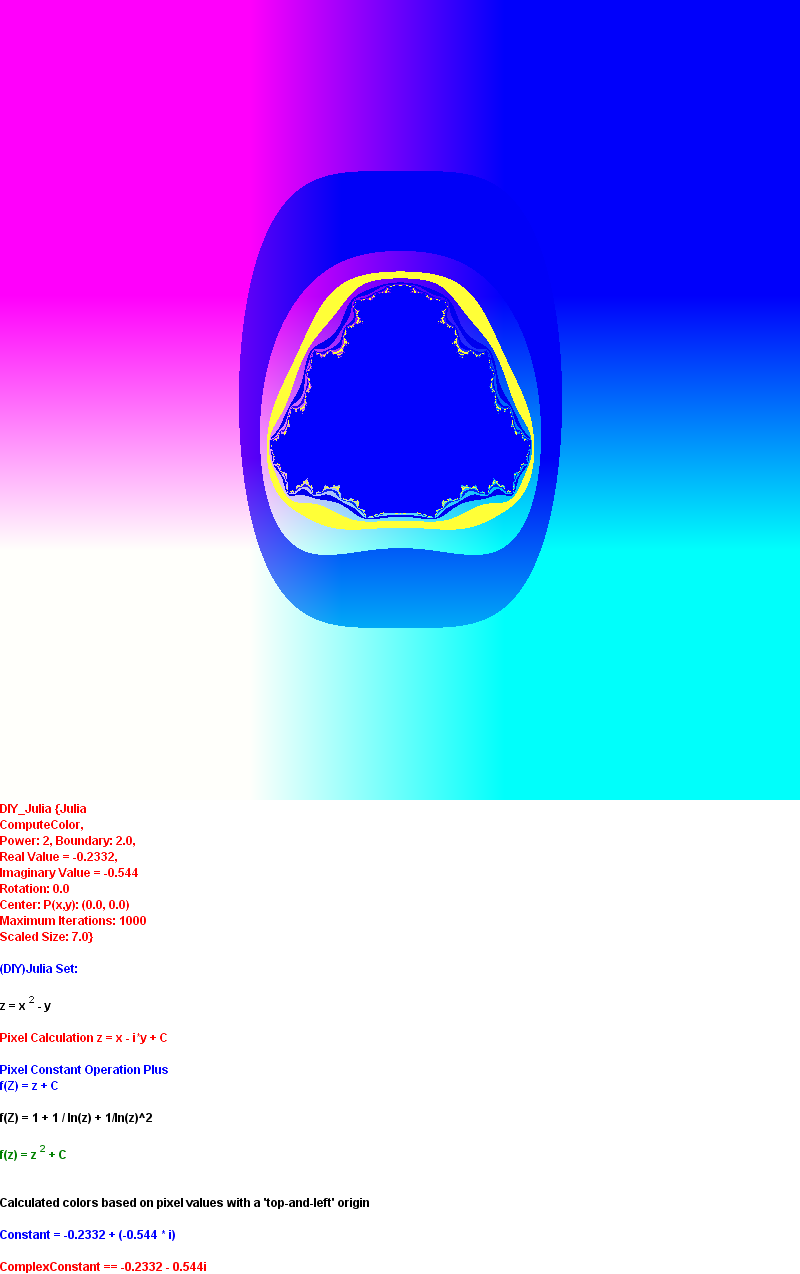 DIY_Julia {Julia
ComputeColor,
Power: 2, Boundary: 2.0,
Real Value = -0.2332,
Imaginary Value = -0.544
Rotation: 0.0
Center: P(x,y): (0.0, 0.0)
Maximum Iterations: 1000
Scaled Size: 7.0}
(DIY)Julia Set:
z = x 2 - y
Pixel Calculation z = x - i*y + C
Pixel Constant Operation Plus
f(Z) = z + C
f(Z) = 1 + 1 / ln(z) + 1/ln(z)^2
f(z) = z 2 + C
Calculated colors based on pixel values with a 'top-and-left' origin
Constant = -0.2332 + (-0.544 * i)
ComplexConstant == -0.2332 - 0.544i